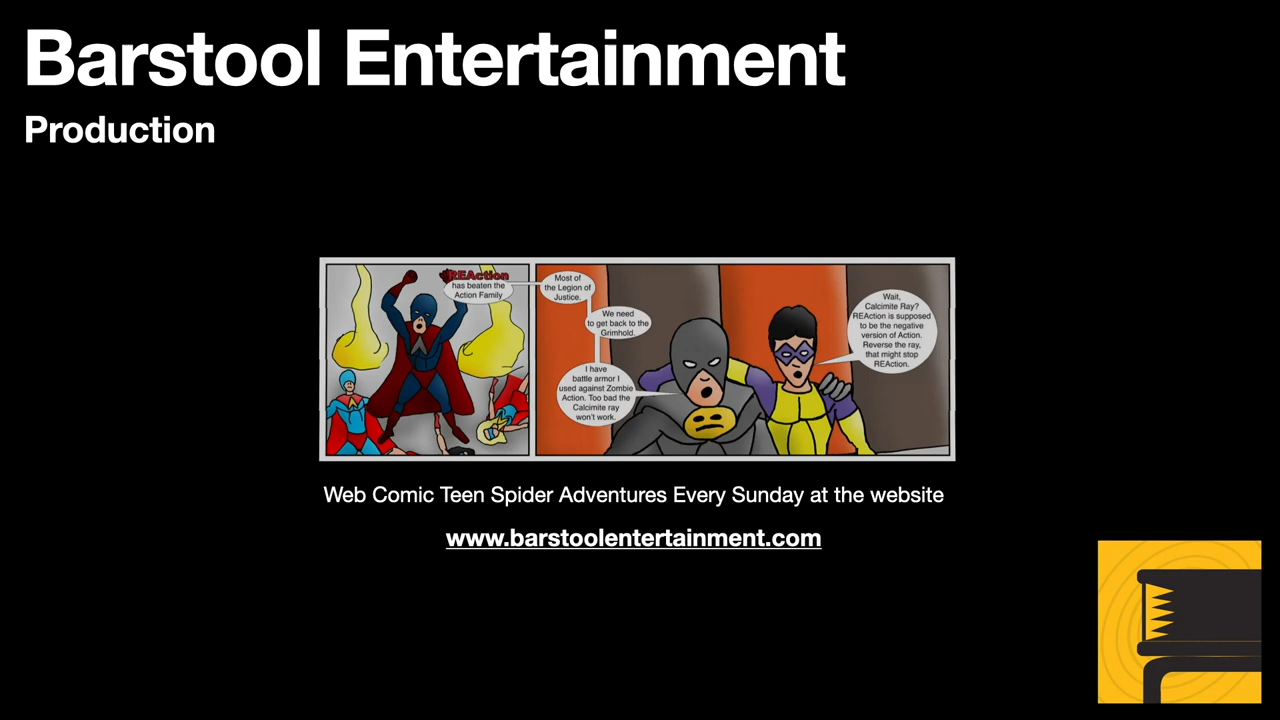 Barstool Entertainment
Production
REAction
has beaten the
Action Family
Most of
the Legion of
Justice.
We need
to get back to the
Grimhold.
I have
battle armor I
used against Zombie
Action. Too bad the
Calcimite ray
won't work.
Wait,
Calcimite Ray?
REAction is supposed
to be the negative
version of Action.
Reverse the ray,
that might stop
REAction.
Web Comic Teen Spider Adventures Every Sunday at the website
www.barstoolentertainment.com